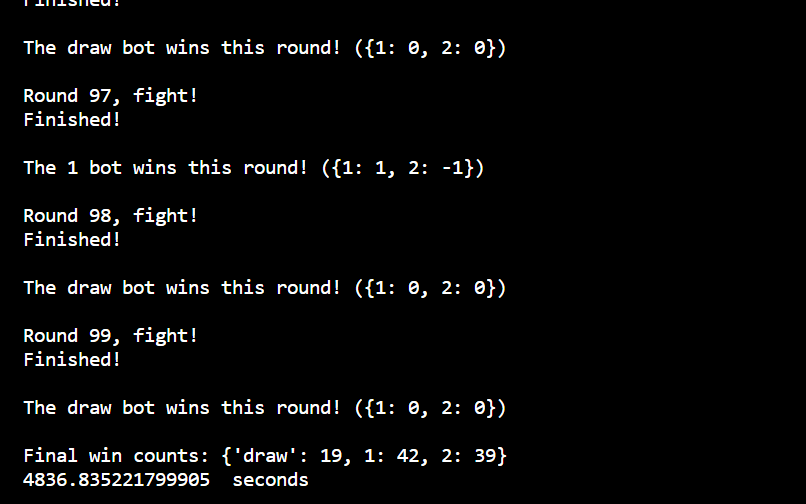 Finished!
The draw bot wins this round! ({1: 0, 2: 0})
Round 97, fight!
Finished!
The 1 bot wins this round! ({1: 1, 2: -1})
Round 98, fight!
Finished!
The draw bot wins this round! ({1: 0, 2: 0})
Round 99, fight!
Finished!
The draw bot wins this round! ({1: 0, 2: 0})
Final win counts: {'draw': 19, 1: 42, 2: 39}
4836.835221799905  seconds